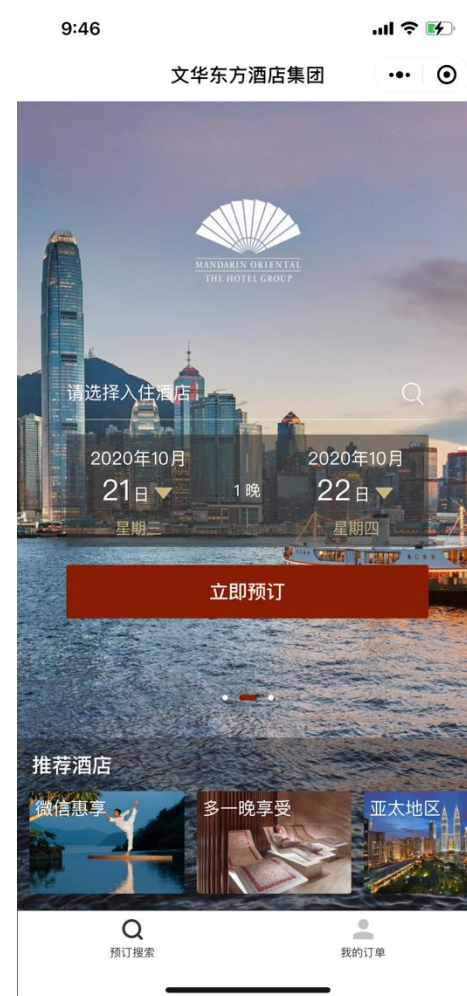 9:46
文华东方酒店集团
MANDARIN ORIENTAL
THE HOTEL GROUP
请选择入住酒店
2020年10月
2020年10月
21日
1晚
22日
星期三
星期四
立即预订
推荐酒店
微信惠享
多一晚享受
亚太地区
预订搜索
我的订单